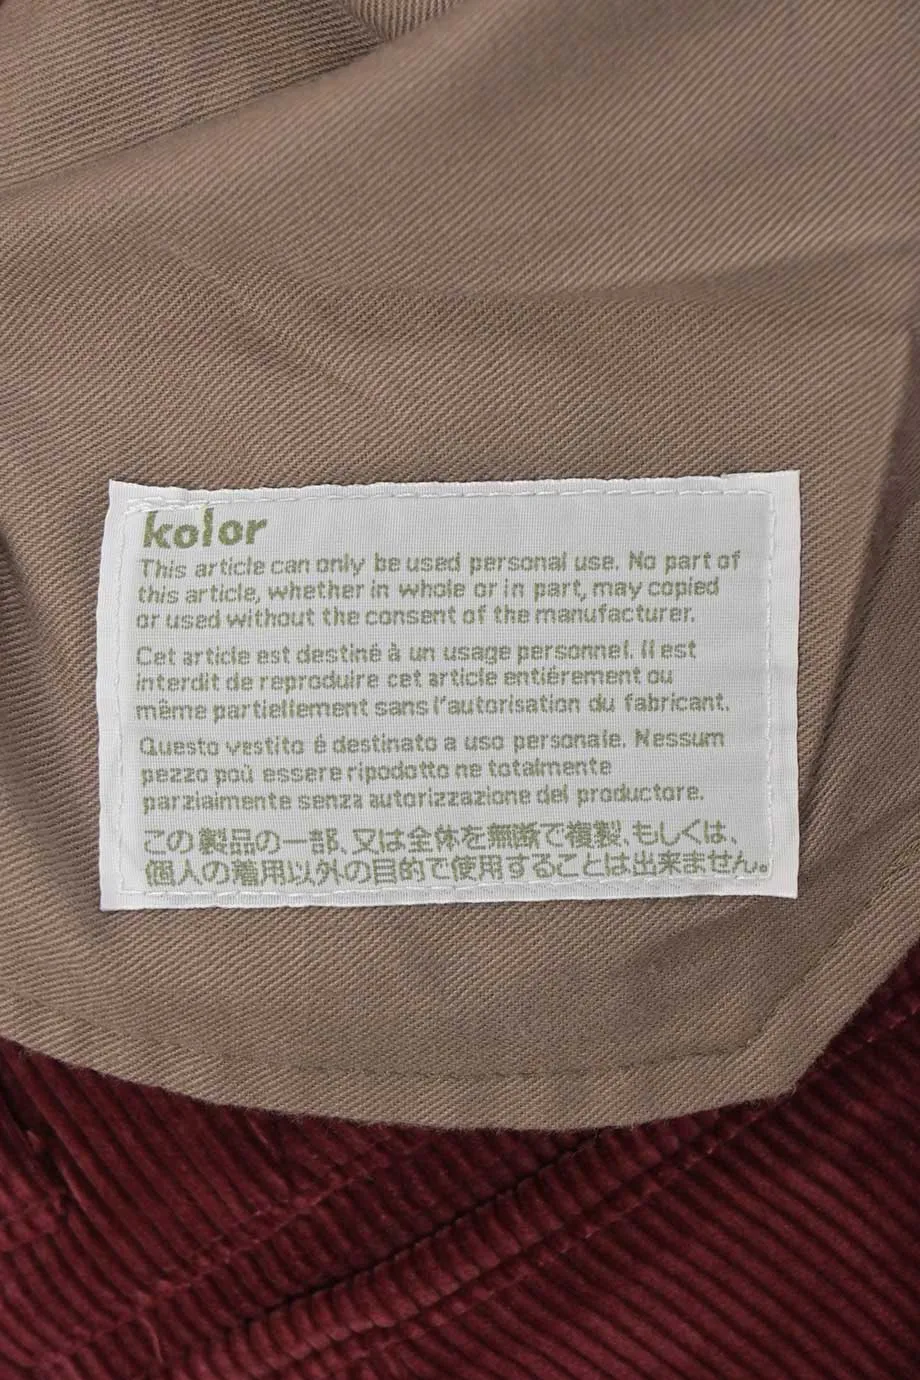 kolor
This article can only be used personal use. No part of
this article, whether in whole or in part, may copied
or used without the consent of the manufacturer.
Cet article est destiné à un usage personnel. Il est
interdit de reproduire cet article entiérement ou
même partiellement sans l'autorisation du fabricant.
Questo vestito é destinato a uso personale. Nessum
pezzo poù essere ripodotto ne totalmente
parzialmente senza autorizzazione del productore.
この製品の一部、又は全体を無断で複製、もしくは、
個人の着用以外の目的で使用することは出来ません。